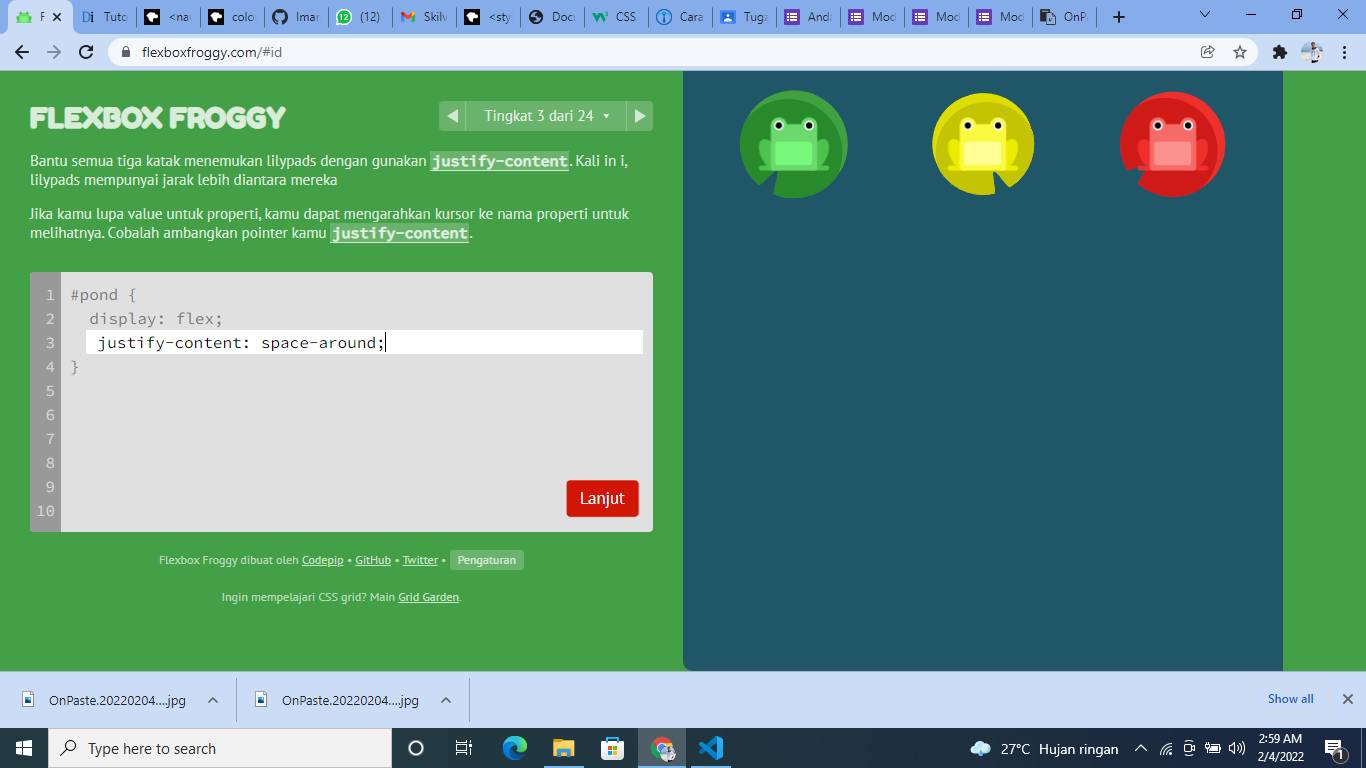 F
Tuto
<nav
colo
Imar
(12)
Skilv
<sty
Docu
CSS
Cara
Tuga
Anda
Mod
Mod
Mod
OnPa
flexboxfroggy.com/#id
FLEXBOX FROGGY
Tingkat 3 dari 24
Bantu semua tiga katak menemukan lilypads dengan gunakan justify-content. Kali in i,
lilypads mempunyai jarak lebih diantara mereka
Jika kamu lupa value untuk properti, kamu dapat mengarahkan kursor ke nama properti untuk
melihatnya. Cobalah ambangkan pointer kamu justify-content.
1 #pond {
2 display: flex;
3 justify-content: space-around;
4 }
5
6
7
8
9
10
Lanjut
Flexbox Froggy dibuat oleh Codepip • GitHub • Twitter • Pengaturan
Ingin mempelajari CSS grid? Main Grid Garden.
OnPaste.20220204....jpg
OnPaste.20220204....jpg
Show all
Type here to search
27°C Hujan ringan
2:59 AM
2/4/2022
1